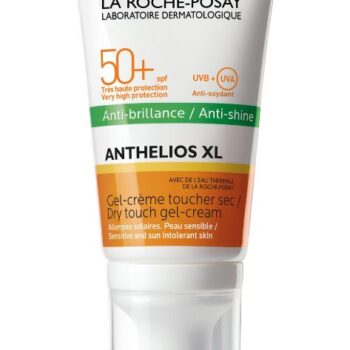 LA ROCHE-POSAY
LABORATOIRE DERMATOLOGIQUE
50+ spf
Très haute protection
Very high protection
UVB + UVA
Anti-oxydant
Anti-brillance / Anti-shine
ANTHELIOS XL
AVEC DE L'EAU THERMALE
DE LA ROCHE-POSAY
Gel-crème toucher sec /
Dry touch gel-cream
Allergies solaires. Peau sensible /
Sensitive and sun intolerant skin